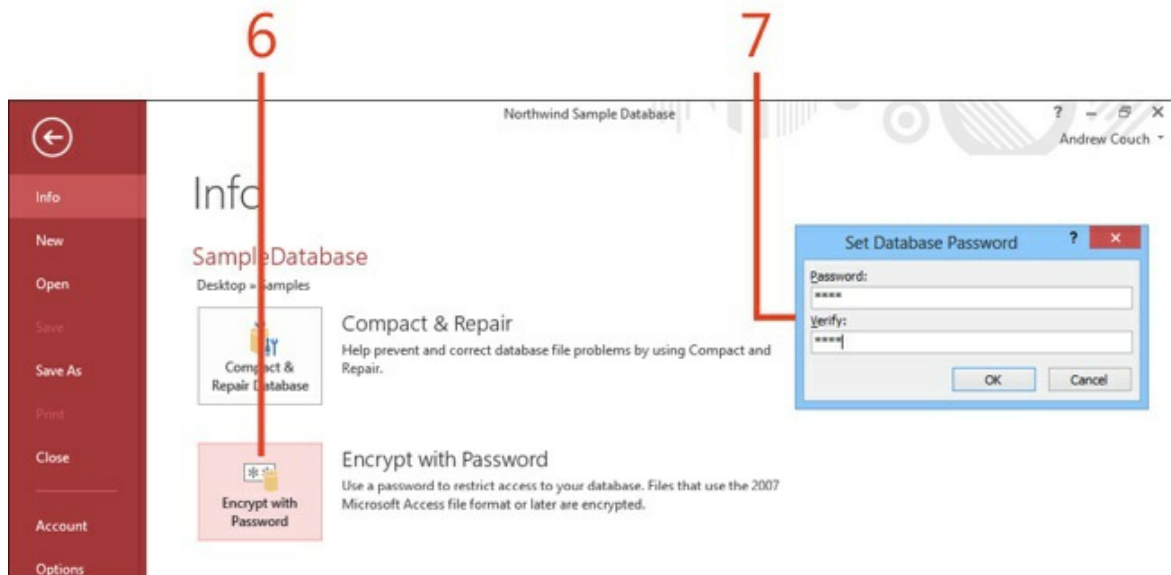 6
7
Northwind Sample Database
?
Andrew Couch
Info
New
Open
Save
Save As
Print
Close
Account
Options
Info
SampleDatabase
Desktop » Samples
Compact &
Repair Database
Compact & Repair
Help prevent and correct database file problems by using Compact and
Repair.
Encrypt with
Password
Encrypt with Password
Use a password to restrict access to your database. Files that use the 2007
Microsoft Access file format or later are encrypted.
Set Database Password
?
Password:
****
Verify:
****
OK
Cancel